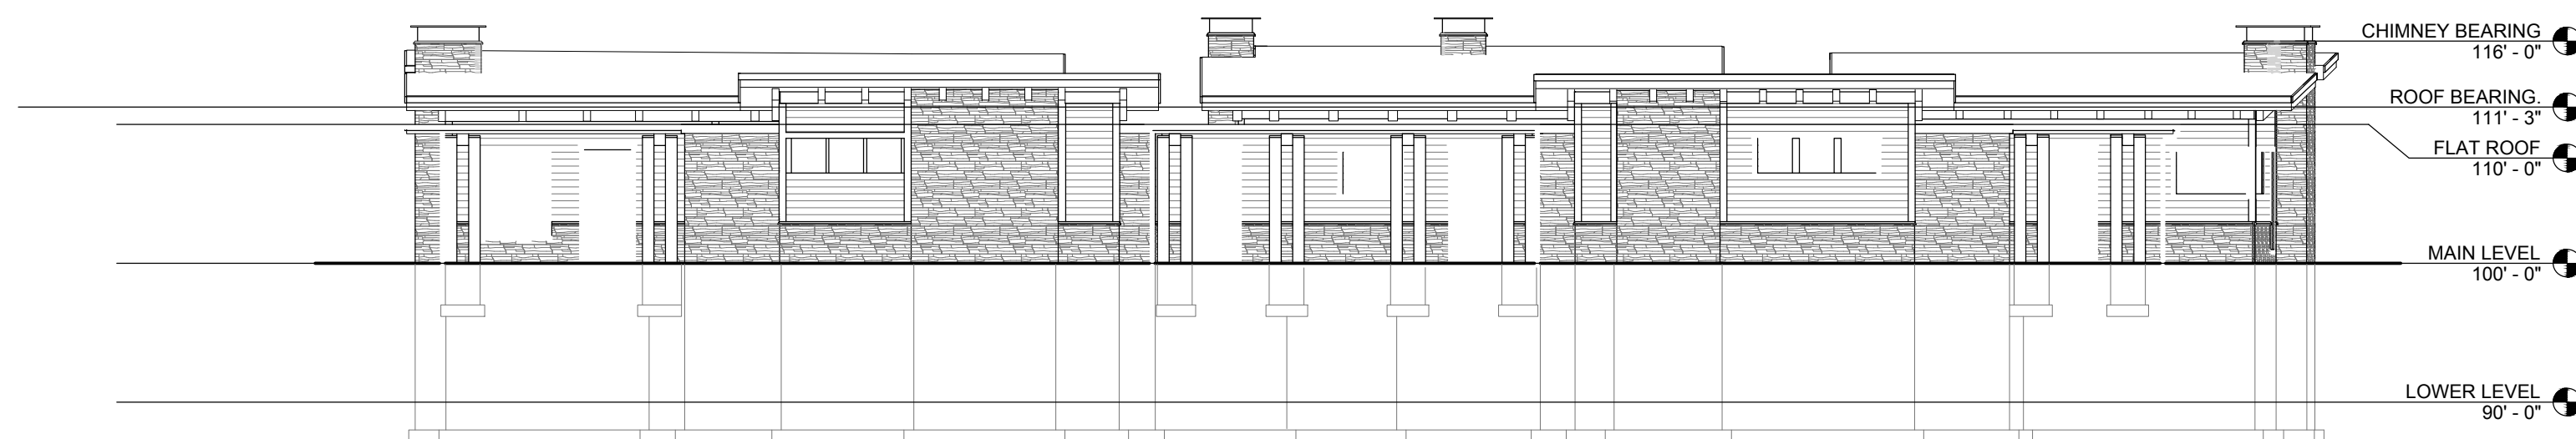 CHIMNEY BEARING
116' - 0"
ROOF BEARING.
111' - 3"
FLAT ROOF
110' - 0"
MAIN LEVEL
100' - 0"
LOWER LEVEL
90' - 0"